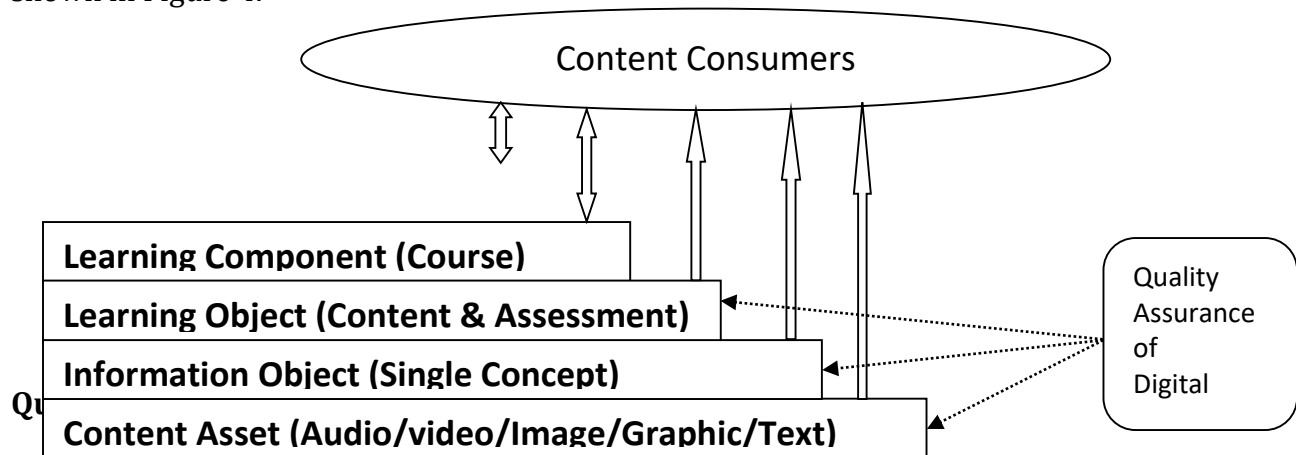 Content Consumers
Learning Component (Course)
Learning Object (Content & Assessment)
Information Object (Single Concept)
Content Asset (Audio/video/Image/Graphic/Text)
Quality
Assurance
of
Digital